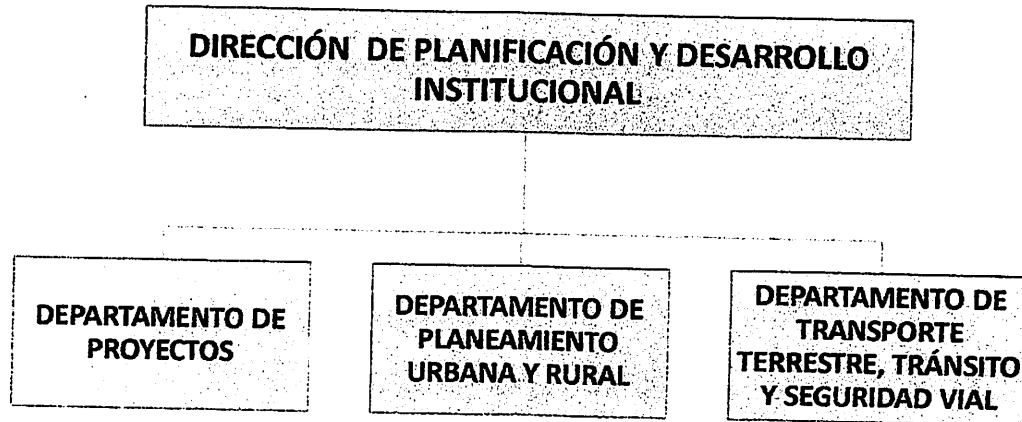 DIRECCIÓN DE PLANIFICACIÓN Y DESARROLLO
INSTITUCIONAL
DEPARTAMENTO DE
PROYECTOS
DEPARTAMENTO DE
PLANEAMIENTO
URBANA Y RURAL
DEPARTAMENTO DE
TRANSPORTE
TERRESTRE, TRÁNSITO
Y SEGURIDAD VIAL